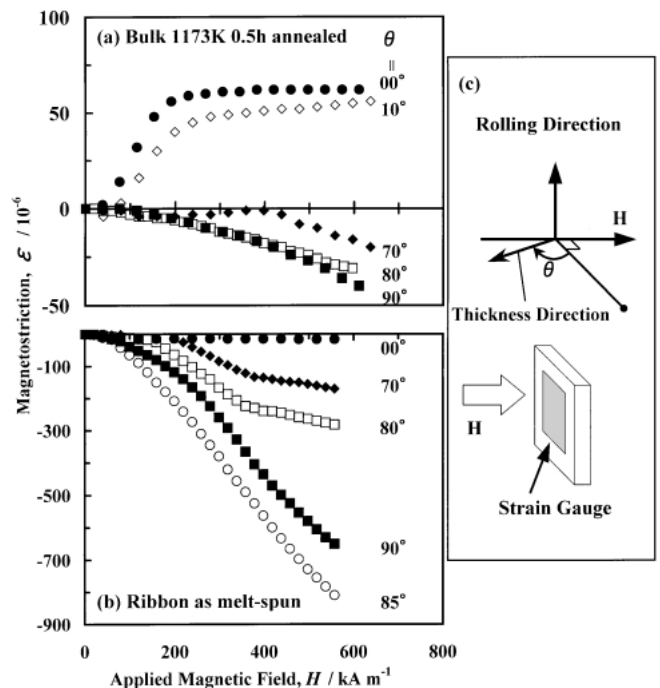 100
(a) Bulk 1173K 0.5h annealed
θ
=
00°
10°
50
0
70°
80°
90°
-50
Magnetostriction, ε / 10⁻⁶
00°
-100
70°
-300
80°
-500
90°
-700
(b) Ribbon as melt-spun
85°
-900
0
200
400
600
800
Applied Magnetic Field, H / kA m⁻¹
(c)
Rolling Direction
H
θ
Thickness Direction
H
Strain Gauge